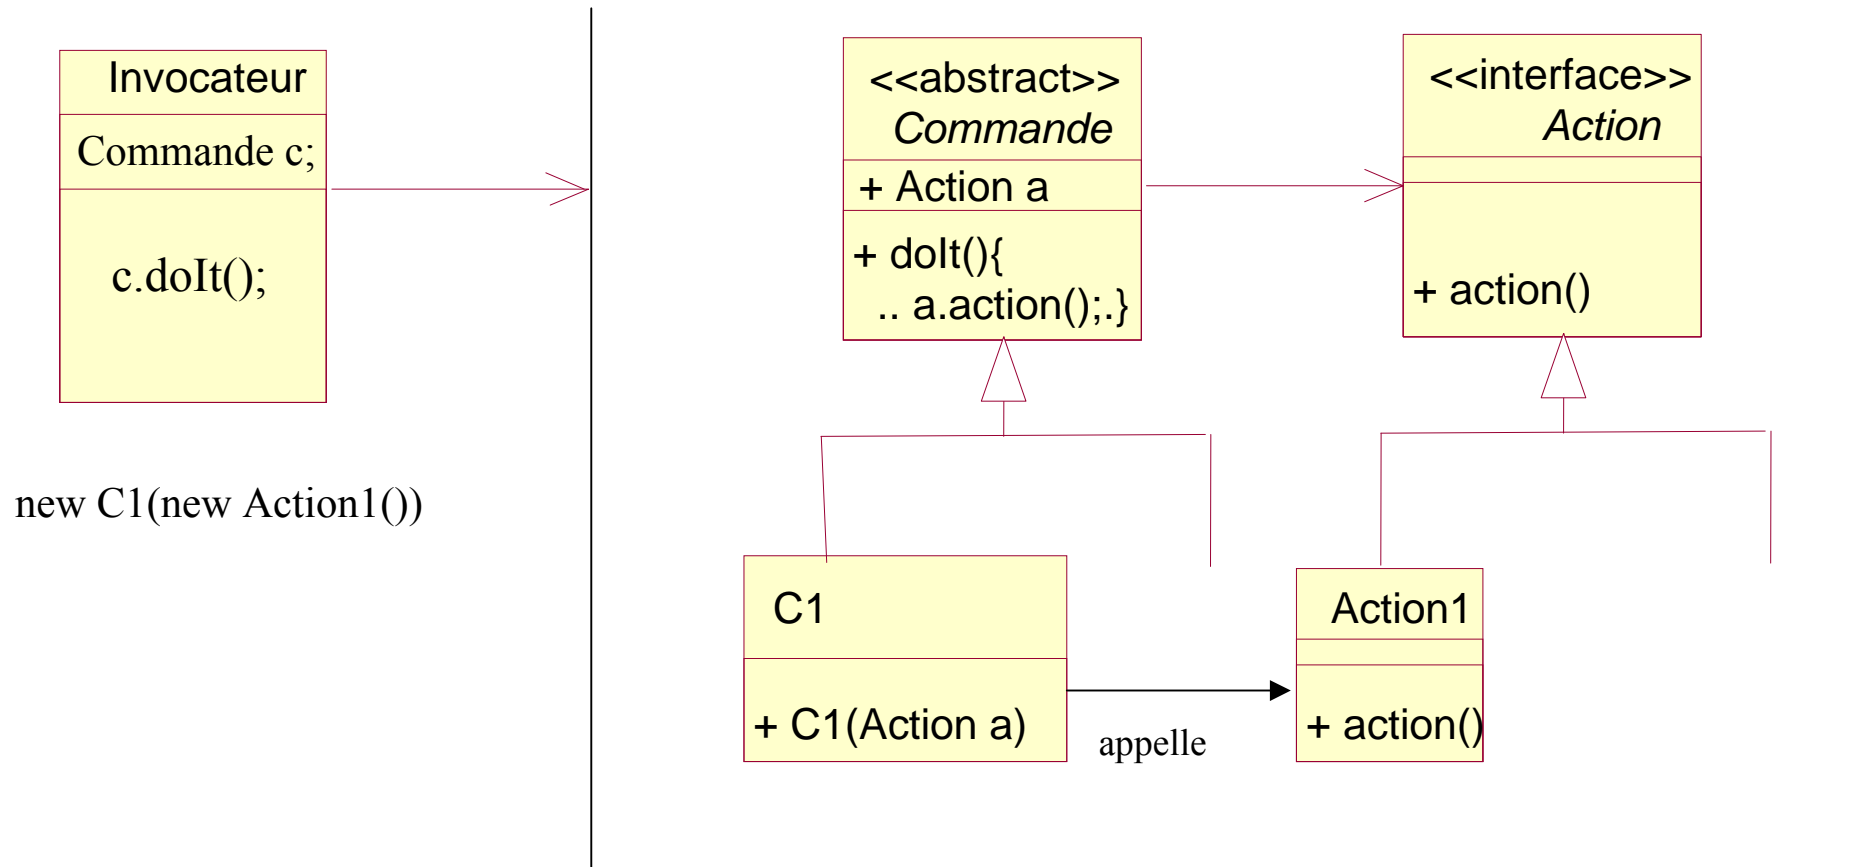 Invocateur
Commande c;
c.doIt();
new C1(new Action1())
<<abstract>>
Commande
+ Action a
+ doIt(){
.. a.action();.}
<<interface>>
Action
+ action()
C1
+ C1(Action a)
appelle
Action1
+ action()